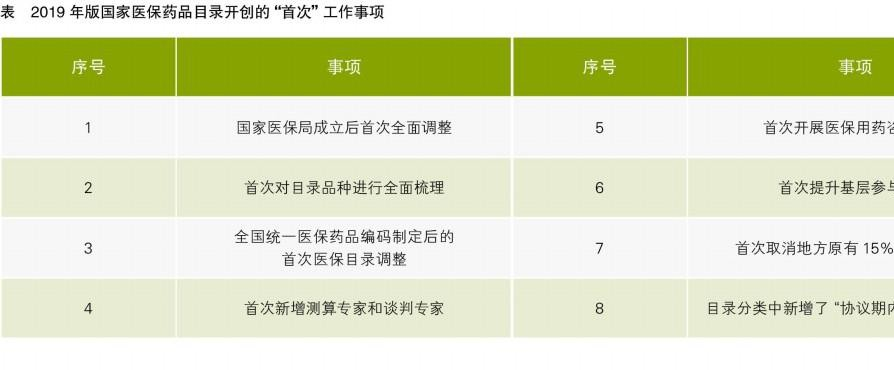 表 2019 年版国家医保药品目录开创的“首次”工作事项
序号 事项 序号 事项
1 国家医保局成立后首次全面调整 5 首次开展医保用药
2 首次对目录品种进行全面梳理 6 首次提升基层参与
3 全国统一医保药品编码制定后的
首次医保目录调整 7 首次取消地方原有 15%
4 首次新增测算专家和谈判专家 8 目录分类中新增了“协议期